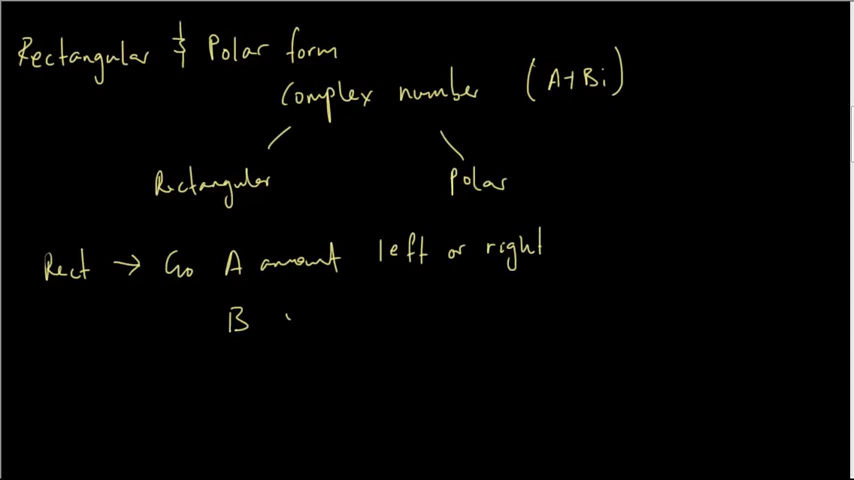 Rectangular & Polar form
Complex number (A+Bi)
Rectangular Polar
Rect → Go A amount left or right
B